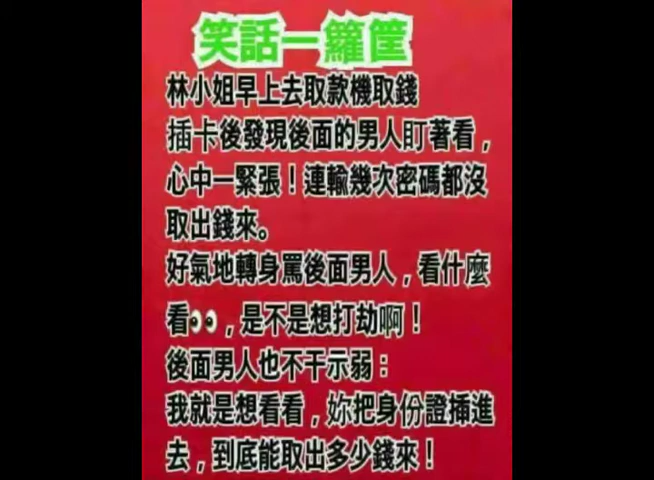 笑話一籮筐
林小姐早上去取款機取錢
插卡後發現後面的男人盯著看，
心中一緊張！連輸幾次密碼都沒
取出錢來。
好氣地轉身罵後面男人，看什麼
看👀，是不是想打劫啊！
後面男人也不干示弱：
我就是想看看，妳把身份證揷進
去，到底能取出多少錢來！